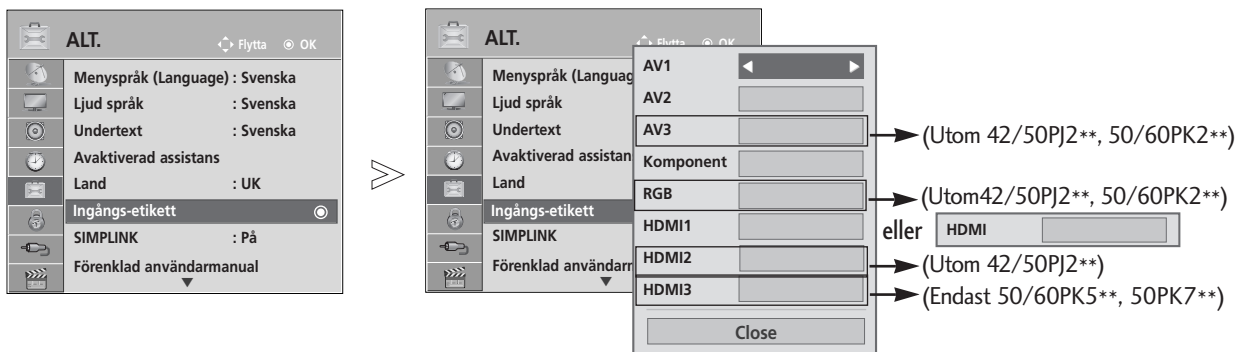 ALT.
Flytta OK
Menyspråk (Language) : Svenska
Ljud språk : Svenska
Undertext : Svenska
Avaktiverad assistans
Land : UK
Ingångs-etikett
SIMPLINK : På
Förenklad användarmanual
ALT.
Flytta OK
Menyspråk (Languag
Ljud språk
Undertext
Avaktiverad assistan
Land
Ingångs-etikett
SIMPLINK
Förenklad användarr
AV1
AV2
AV3
(Utom 42/50PJ2**, 50/60PK2**)
Komponent
RGB
(Utom42/50PJ2**, 50/60PK2**)
HDMI1
eller HDMI
HDMI2
(Utom 42/50PJ2**)
HDMI3
(Endast 50/60PK5**, 50PK7**)
Close